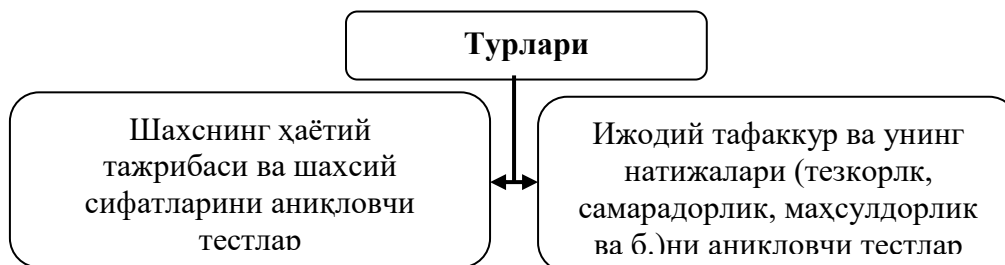 Турлари
Шахснинг ҳаётий
тажрибаси ва шахсий
сифатларини аниқловчи
тестлар
Ижодий тафаккур ва унинг
натижалари (тезкорлк,
самарадорлик, маҳсулдорлик
ва б.)ни аниқловчи тестлар